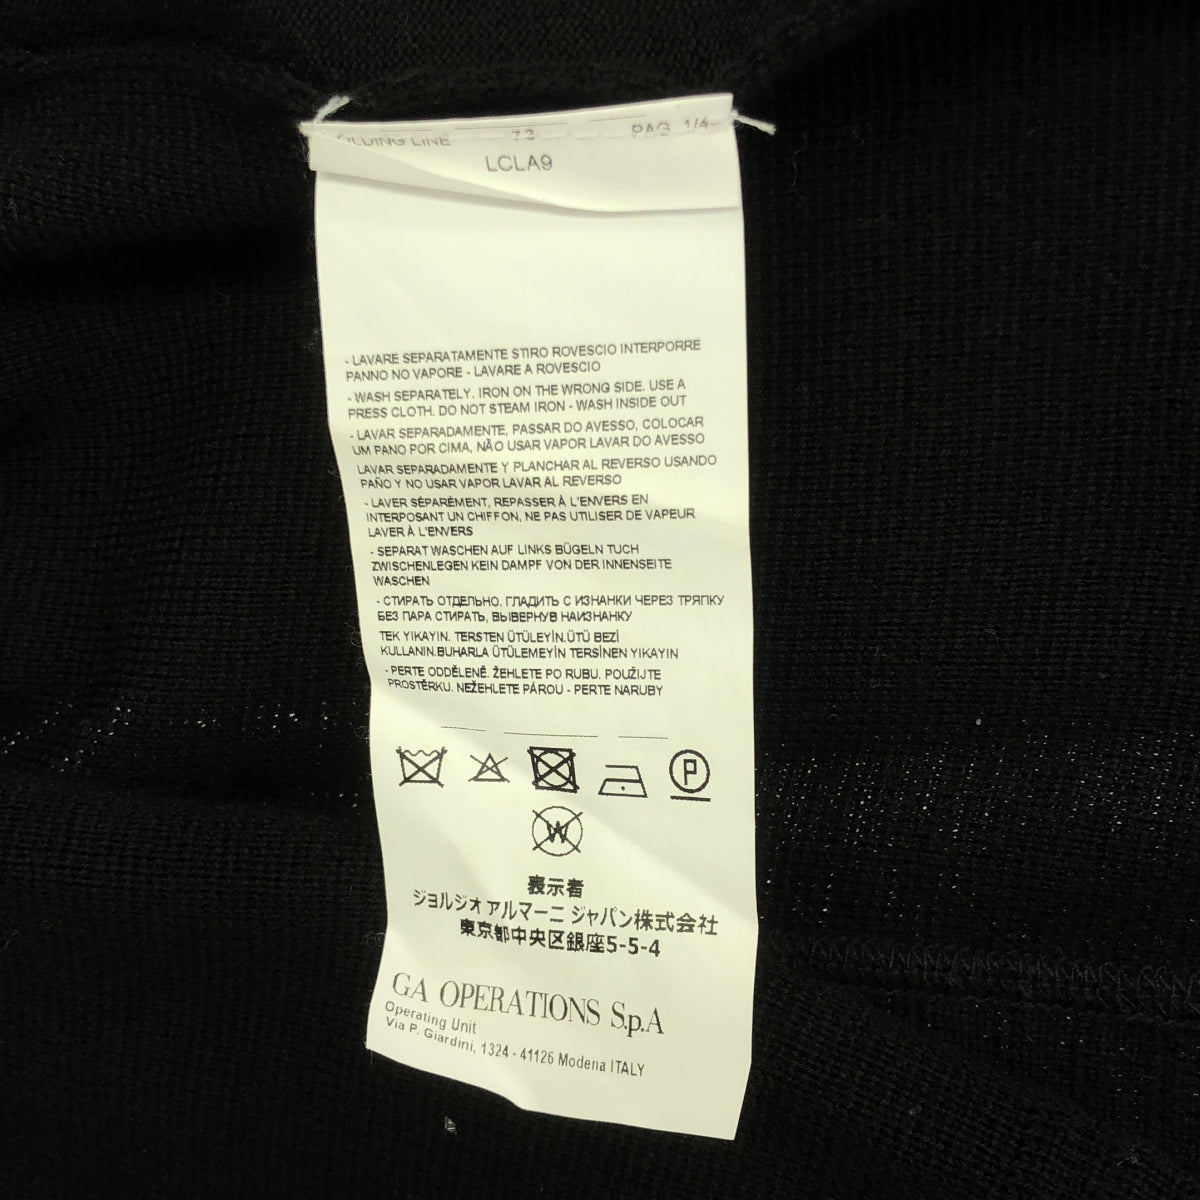 LINE 73 PAG. 1/4
LCLA9
- LAVARE SEPARATAMENTE STIRO ROVESCIO INTERPORRE
PANNO NO VAPORE - LAVARE A ROVESCIO
- WASH SEPARATELY. IRON ON THE WRONG SIDE. USE A
PRESS CLOTH. DO NOT STEAM IRON - WASH INSIDE OUT
- LAVAR SEPARADAMENTE, PASSAR DO AVESSO, COLOCAR
UM PANO POR CIMA, NÃO USAR VAPOR LAVAR DO AVESSO
LAVAR SEPARADAMENTE Y PLANCHAR AL REVERSO USANDO
PAÑO Y NO USAR VAPOR LAVAR AL REVERSO
- LAVER SÉPARÉMENT, REPASSER À L'ENVERS EN
INTERPOSANT UN CHIFFON, NE PAS UTILISER DE VAPEUR
LAVER À L'ENVERS
- SEPARAT WASCHEN AUF LINKS BÜGELN TUCH
ZWISCHENLEGEN KEIN DAMPF VON DER INNENSEITE
WASCHEN
- СТИРАТЬ ОТДЕЛЬНО. ГЛАДИТЬ С ИЗНАНКИ ЧЕРЕЗ ТРЯПКУ
БЕЗ ПАРА СТИРАТЬ, ВЫВЕРНУВ НАИЗНАНКУ
TEK YIKAYIN. TERSTEN ÜTÜLEYİN.ÜTÜ BEZİ
KULLANIN.BUHARLA ÜTÜLEMEYİN TERSİNEN YIKAYIN
- PERTE ODDĚLENĚ. ŽEHLETE PO RUBU. POUŽIJTE
PROSTĚRKU. NEŽEHLETE PÁROU - PERTE NARUBY
P
W
表示者
ジョルジオ アルマーニ ジャパン株式会社
東京都中央区銀座5-5-4
GA OPERATIONS S.p.A
Operating Unit
Via P. Giardini, 1324 - 41126 Modena ITALY